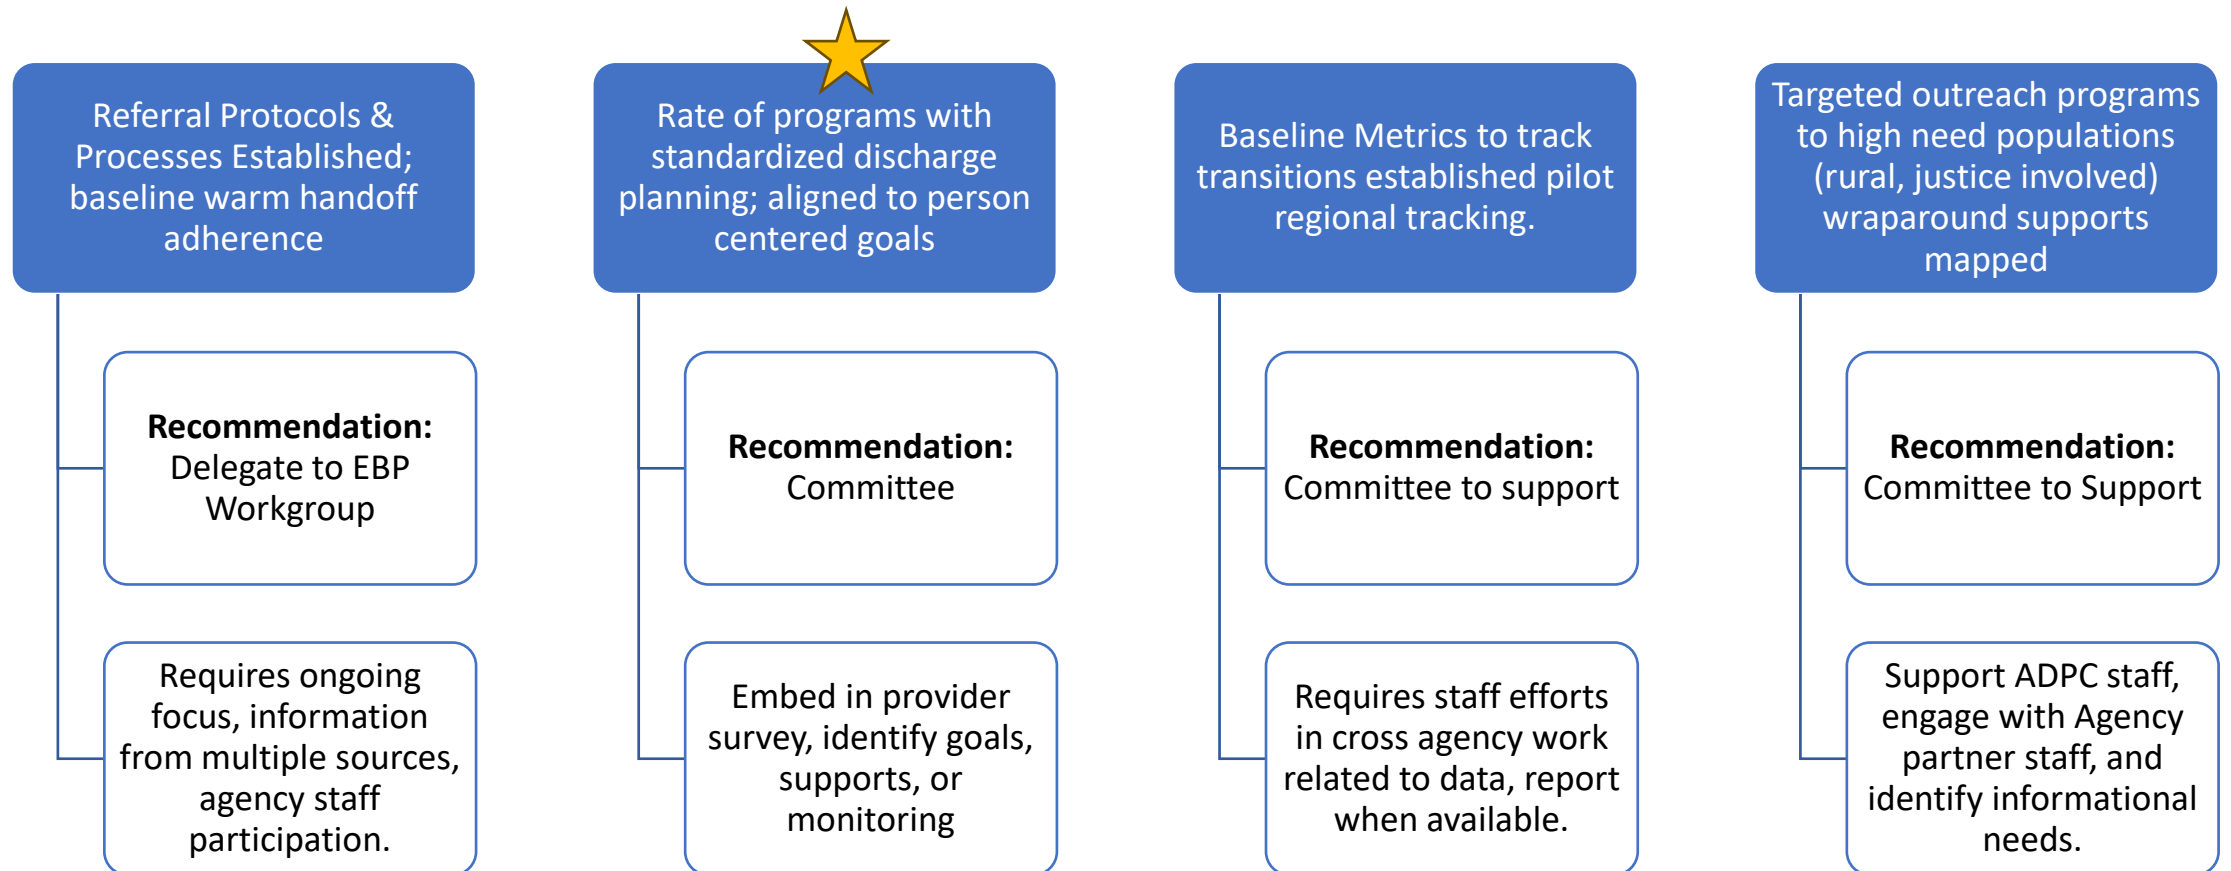 Referral Protocols &
Processes Established;
baseline warm handoff
adherence
Recommendation:
Delegate to EBP
Workgroup
Requires ongoing
focus, information
from multiple sources,
agency staff
participation.
Rate of programs with
standardized discharge
planning; aligned to person
centered goals
Recommendation:
Committee
Embed in provider
survey, identify goals,
supports, or
monitoring
Baseline Metrics to track
transitions established pilot
regional tracking.
Recommendation:
Committee to support
Requires staff efforts
in cross agency work
related to data, report
when available.
Targeted outreach programs
to high need populations
(rural, justice involved)
wraparound supports
mapped
Recommendation:
Committee to Support
Support ADPC staff,
engage with Agency
partner staff, and
identify informational
needs.